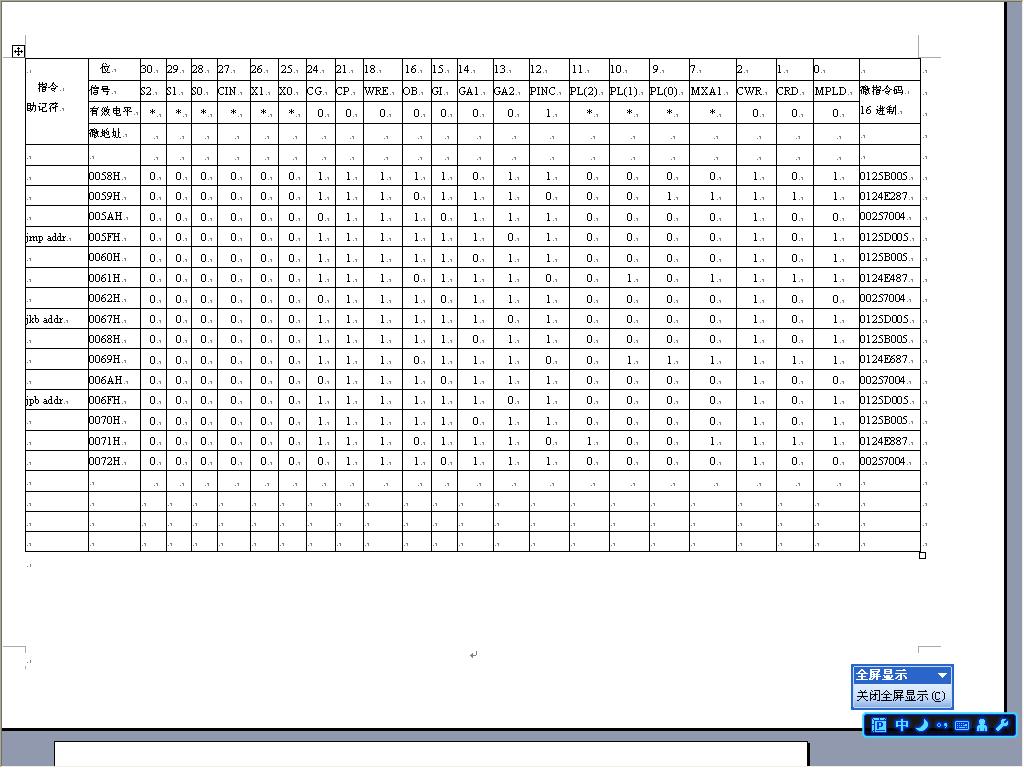 位 30. 29. 28. 27. 26. 25. 24. 21. 18. 16. 15. 14. 13. 12. 11. 10. 9. 7. 2. 1. 0.
指令 助记符 信号 S2 S1 S0 CIN X1 X0 CG CP WRE OB GI GA1 GA2 PINC PL(2) PL(1) PL(0) MXA1 CWR CRD MPLD 微指令码
有效电平 * * * * * * 0 0 0 0 0 0 0 1 * * * * 0 0 0 16 进制
微地址
0058H 0 0 0 0 0 0 1 1 1 1 1 0 1 1 0 0 0 0 1 0 1 0125B005
0059H 0 0 0 0 0 0 1 1 1 0 1 1 1 0 0 0 1 1 1 1 1 0124E287
005AH 0 0 0 0 0 0 0 1 1 1 0 1 1 1 0 0 0 0 1 0 0 00257004
jmp addr 005FH 0 0 0 0 0 0 1 1 1 1 1 1 0 1 0 0 0 0 1 0 1 0125D005
0060H 0 0 0 0 0 0 1 1 1 1 1 0 1 1 0 0 0 0 1 0 1 0125B005
0061H 0 0 0 0 0 0 1 1 1 0 1 1 1 0 0 1 0 1 1 1 1 0124E487
0062H 0 0 0 0 0 0 0 1 1 1 0 1 1 1 0 0 0 0 1 0 0 00257004
jkb addr 0067H 0 0 0 0 0 0 1 1 1 1 1 1 0 1 0 0 0 0 1 0 1 0125D005
0068H 0 0 0 0 0 0 1 1 1 1 1 0 1 1 0 0 0 0 1 0 1 0125B005
0069H 0 0 0 0 0 0 1 1 1 0 1 1 1 0 0 1 1 1 1 1 1 0124E687
006AH 0 0 0 0 0 0 0 1 1 1 0 1 1 1 0 0 0 0 1 0 0 00257004
jpb addr 006FH 0 0 0 0 0 0 1 1 1 1 1 1 0 1 0 0 0 0 1 0 1 0125D005
0070H 0 0 0 0 0 0 1 1 1 1 1 0 1 1 0 0 0 0 1 0 1 0125B005
0071H 0 0 0 0 0 0 1 1 1 0 1 1 1 0 1 0 0 1 1 1 1 0124E887
0072H 0 0 0 0 0 0 0 1 1 1 0 1 1 1 0 0 0 0 1 0 0 00257004
全屏显示
关闭全屏显示(C)
中